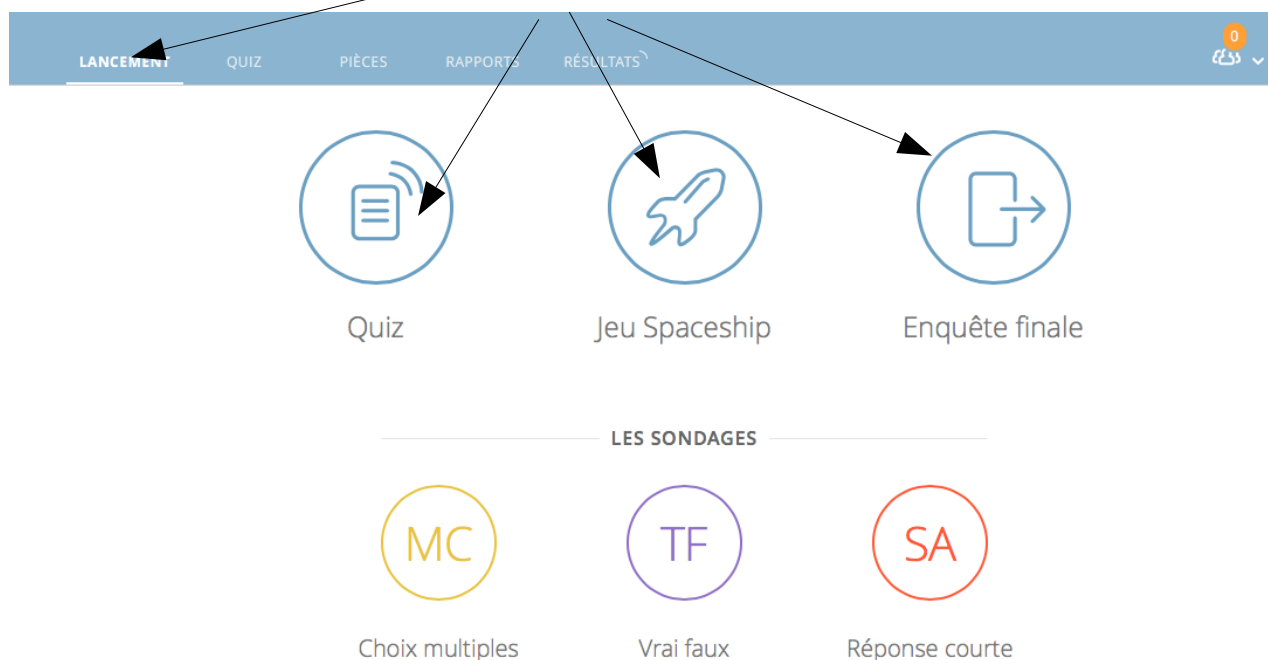 0
LANCEMENT QUIZ PIÈCES RAPPORTS RÉSULTATS
Quiz Jeu Spaceship Enquête finale
LES SONDAGES
MC TF SA
Choix multiples Vrai faux Réponse courte